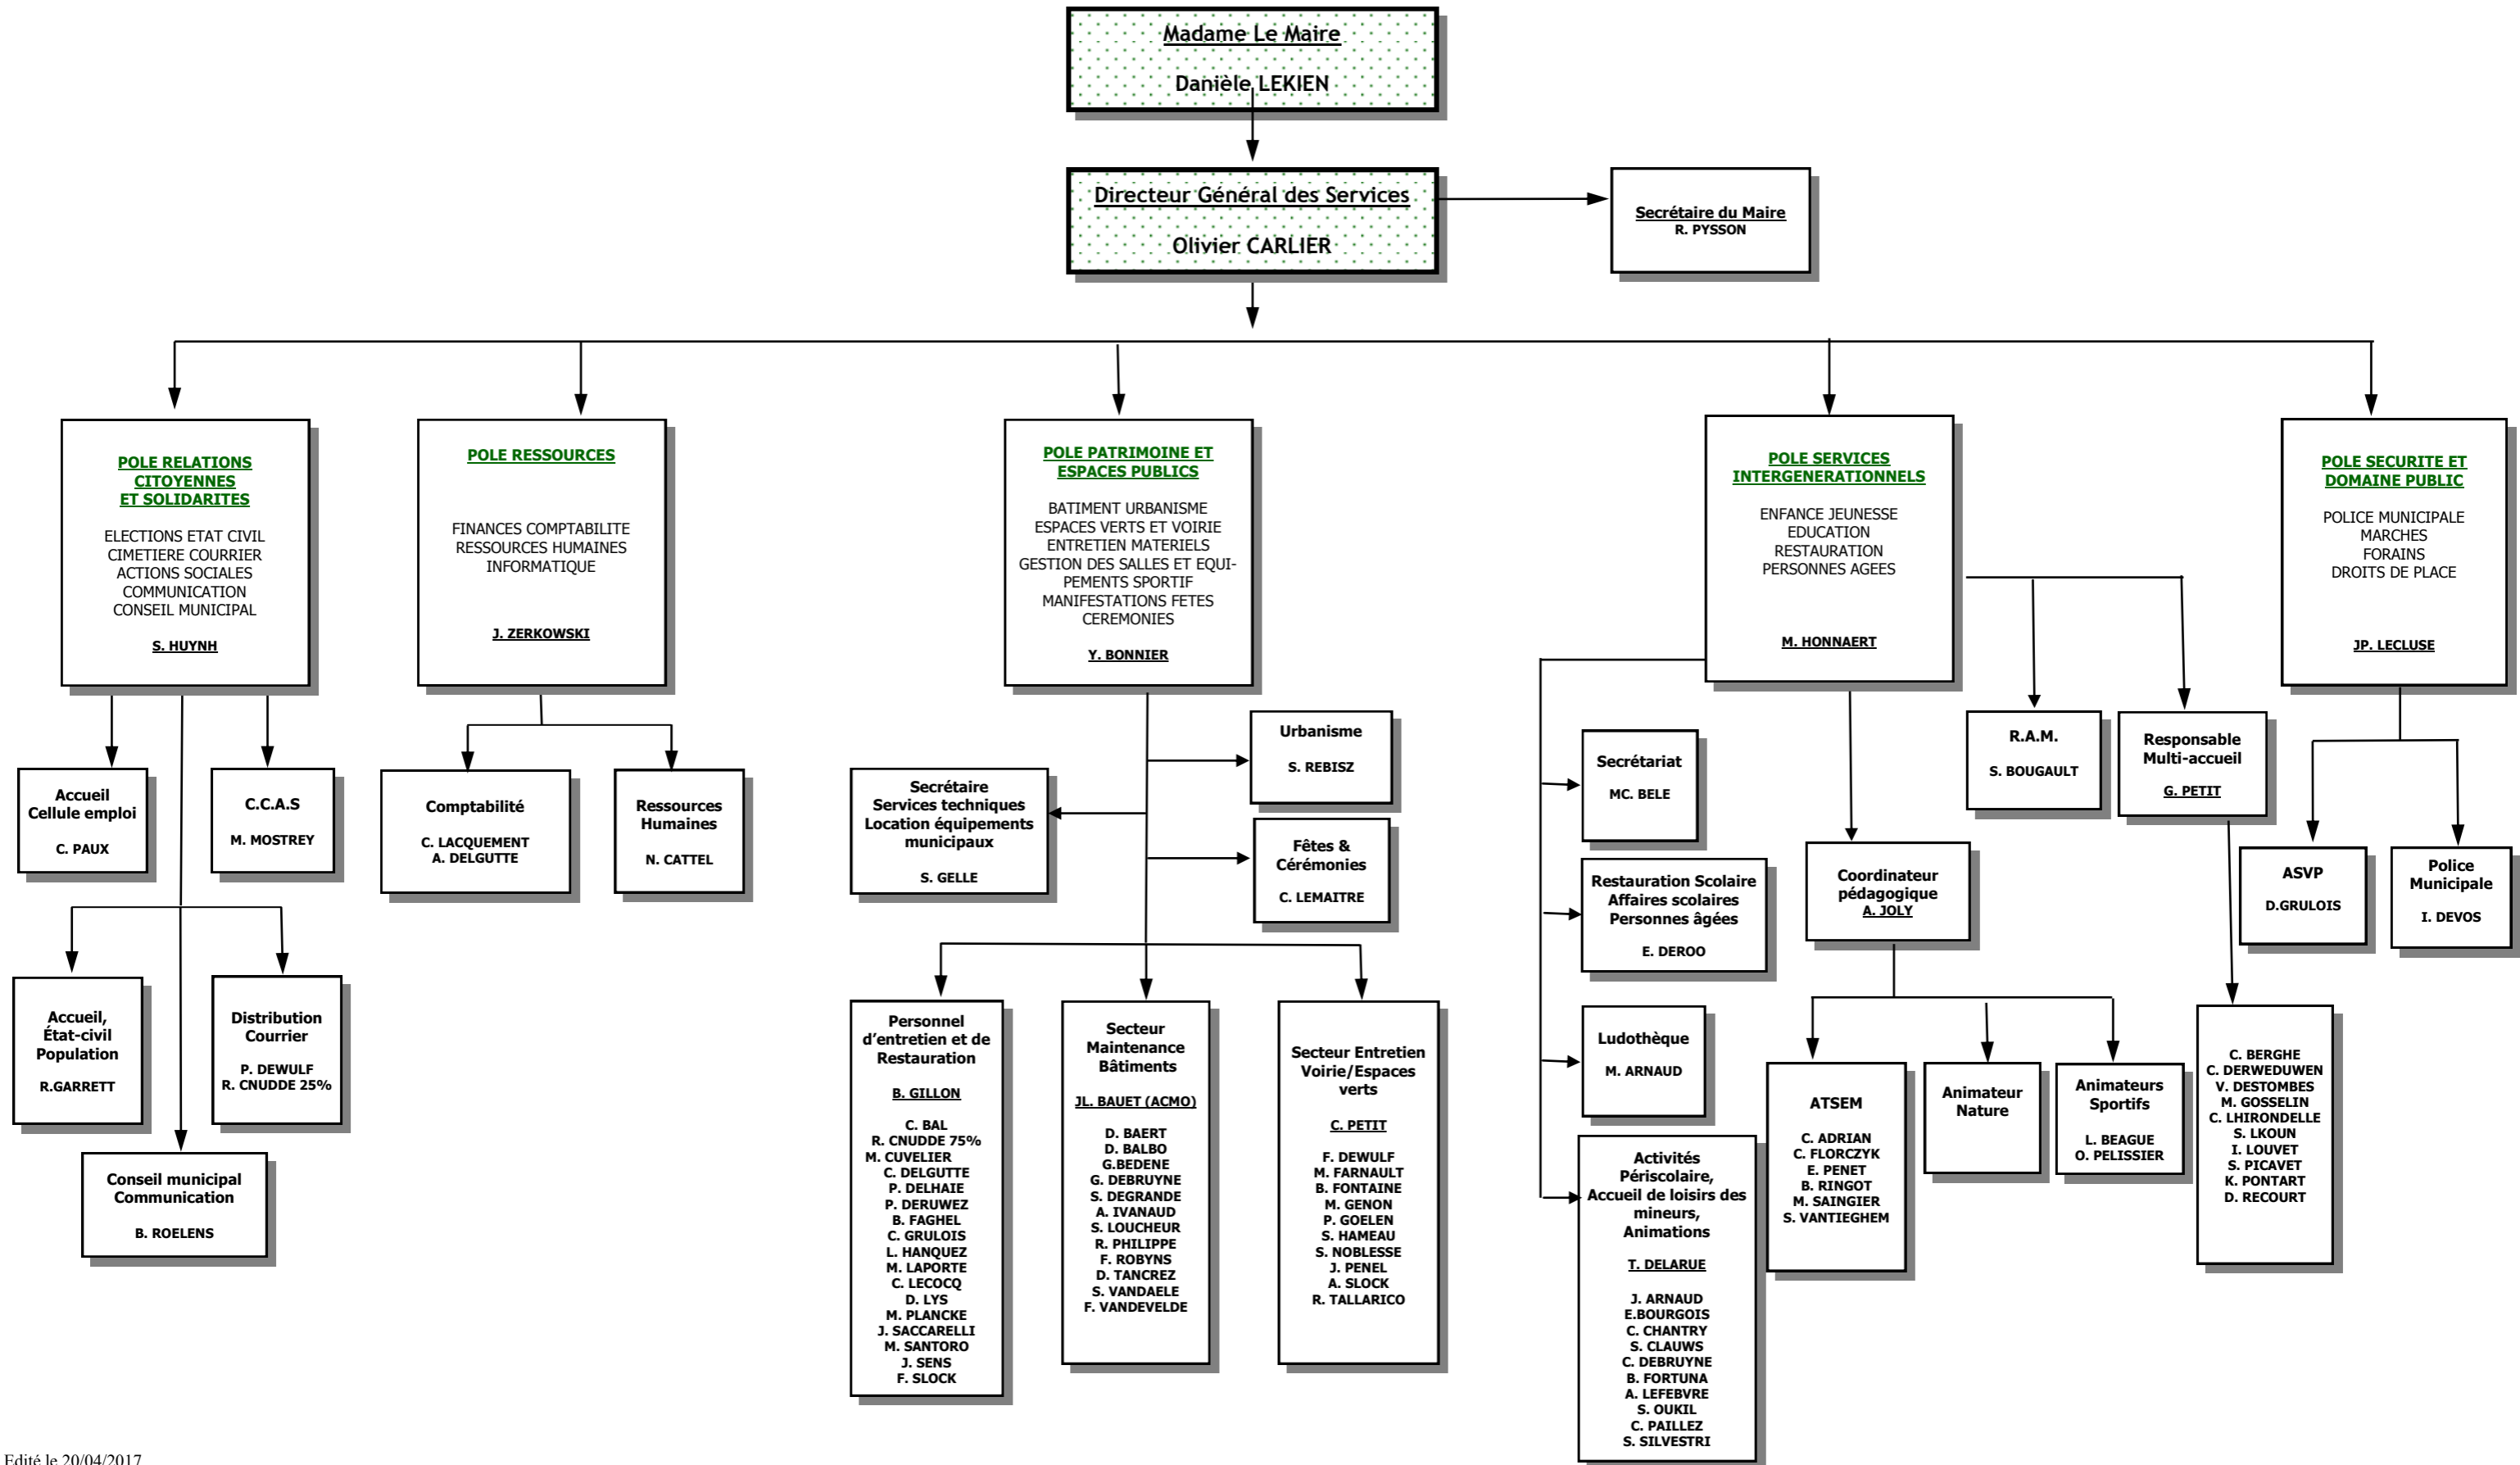 Madame Le Maire
Danièle LEKIEN
Directeur Général des Services
Olivier CARLIER
Secrétaire du Maire
R. PYSSON
POLE RELATIONS
CITOYENNES
ET SOLIDARITES
ELECTIONS ETAT CIVIL
CIMETIERE COURRIER
ACTIONS SOCIALES
COMMUNICATION
CONSEIL MUNICIPAL
S. HUYNH
POLE RESSOURCES
FINANCES COMPTABILITE
RESSOURCES HUMAINES
INFORMATIQUE
J. ZERKOWSKI
POLE PATRIMOINE ET
ESPACES PUBLICS
BATIMENT URBANISME
ESPACES VERTS ET VOIRIE
ENTRETIEN MATERIELS
GESTION DES SALLES ET EQUI-
PEMENTS SPORTIF
MANIFESTATIONS FETES
CEREMONIES
Y. BONNIER
POLE SERVICES
INTERGENERATIONNELS
ENFANCE JEUNESSE
EDUCATION
RESTAURATION
PERSONNES AGEES
M. HONNAERT
POLE SECURITE ET
DOMAINE PUBLIC
POLICE MUNICIPALE
MARCHES
FORAINS
DROITS DE PLACE
JP. LECLUSE
Accueil
Cellule emploi
C. PAUX
C.C.A.S
M. MOSTREY
Accueil,
État-civil
Population
R.GARRETT
Distribution
Courrier
P. DEWULF
R. CNUDDE 25%
Conseil municipal
Communication
B. ROELENS
Comptabilité
C. LACQUEMENT
A. DELGUTTE
Ressources
Humaines
N. CATTEL
Secrétaire
Services techniques
Location équipements
municipaux
S. GELLE
Urbanisme
S. REBISZ
Fêtes &
Cérémonies
C. LEMAITRE
Personnel
d'entretien et de
Restauration
B. GILLON
C. BAL
R. CNUDDE 75%
M. CUVELIER
C. DELGUTTE
P. DELHAIE
P. DERUWEZ
B. FAGHEL
C. GRULOIS
L. HANQUEZ
M. LAPORTE
C. LECOCQ
D. LYS
M. PLANCKE
J. SACCARELLI
M. SANTORO
J. SENS
F. SLOCK
Secteur
Maintenance
Bâtiments
JL. BAUET (ACMO)
D. BAERT
D. BALBO
G.BEDENE
G. DEBRUYNE
S. DEGRANDE
A. IVANAUD
S. LOUCHEUR
R. PHILIPPE
F. ROBYNS
D. TANCREZ
S. VANDAELE
F. VANDEVELDE
Secteur Entretien
Voirie/Espaces
verts
C. PETIT
F. DEWULF
M. FARNAULT
B. FONTAINE
M. GENON
P. GOELEN
S. HAMEAU
S. NOBLESSE
J. PENEL
A. SLOCK
R. TALLARICO
Secrétariat
MC. BELE
Restauration Scolaire
Affaires scolaires
Personnes âgées
E. DEROO
Ludothèque
M. ARNAUD
Activités
Périscolaire,
Accueil de loisirs des
mineurs,
Animations
T. DELARUE
J. ARNAUD
E.BOURGOIS
C. CHANTRY
S. CLAUWS
C. DEBRUYNE
B. FORTUNA
A. LEFEBVRE
S. OUKIL
C. PAILLEZ
S. SILVESTRI
Coordinateur
pédagogique
A. JOLY
ATSEM
C. ADRIAN
C. FLORCZYK
E. PENET
B. RINGOT
M. SAINGIER
S. VANTIEGHEM
Animateur
Nature
Animateurs
Sportifs
L. BEAGUE
O. PELISSIER
R.A.M.
S. BOUGAULT
Responsable
Multi-accueil
G. PETIT
C. BERGHE
C. DERWEDUWEN
V. DESTOMBES
M. GOSSELIN
C. LHIRONDELLE
S. LKOUN
I. LOUVET
S. PICAVET
K. PONTART
D. RECOURT
ASVP
D.GRULOIS
Police
Municipale
I. DEVOS
Edité le 20/04/2017